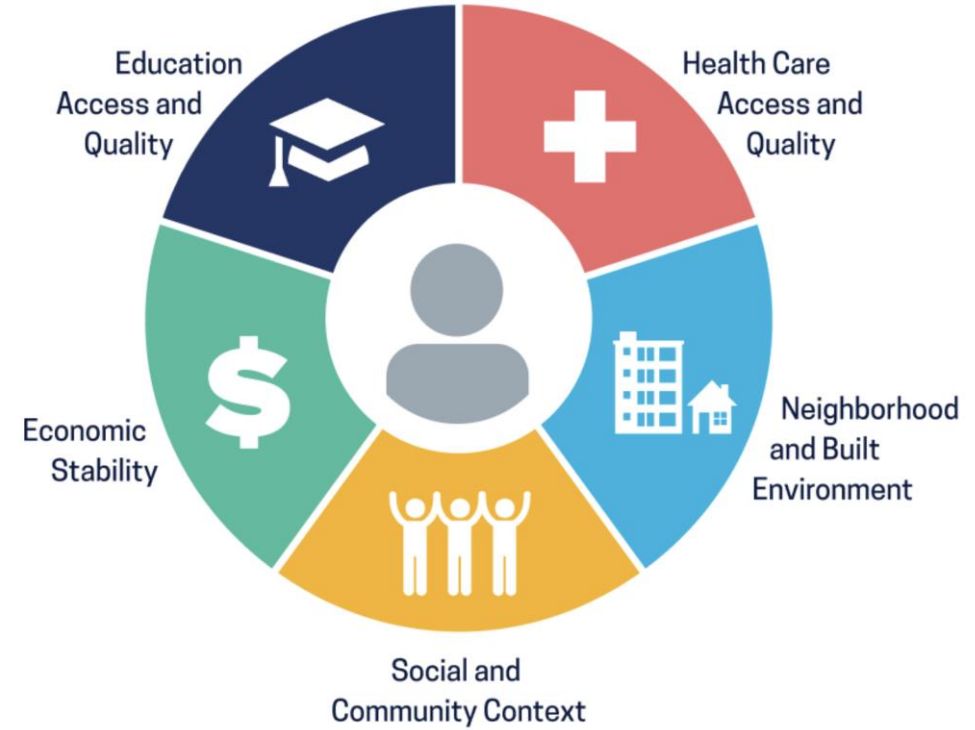 Education
Access and
Quality
Health Care
Access and
Quality
Economic
Stability
Neighborhood
and Built
Environment
Social and
Community Context